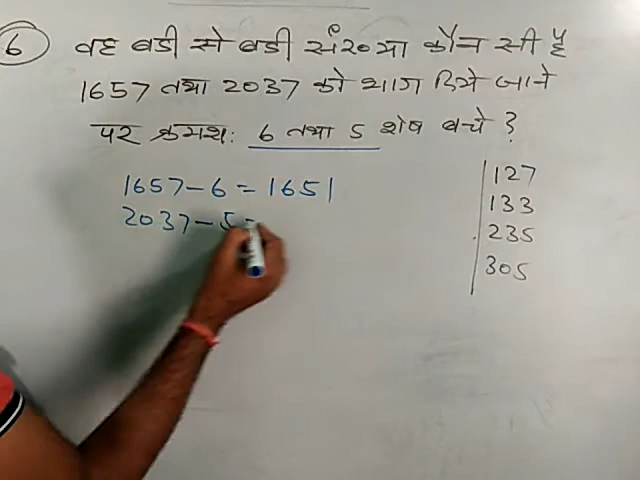 6 वह बडी से बडी संख्या कौन सी है
1657 तथा 2037 को भाग दिये जाने
पर क्रमश: 6 तथा 5 शेष बचे ?
1657 - 6 = 1651
2037 - 5 =
127
133
235
305